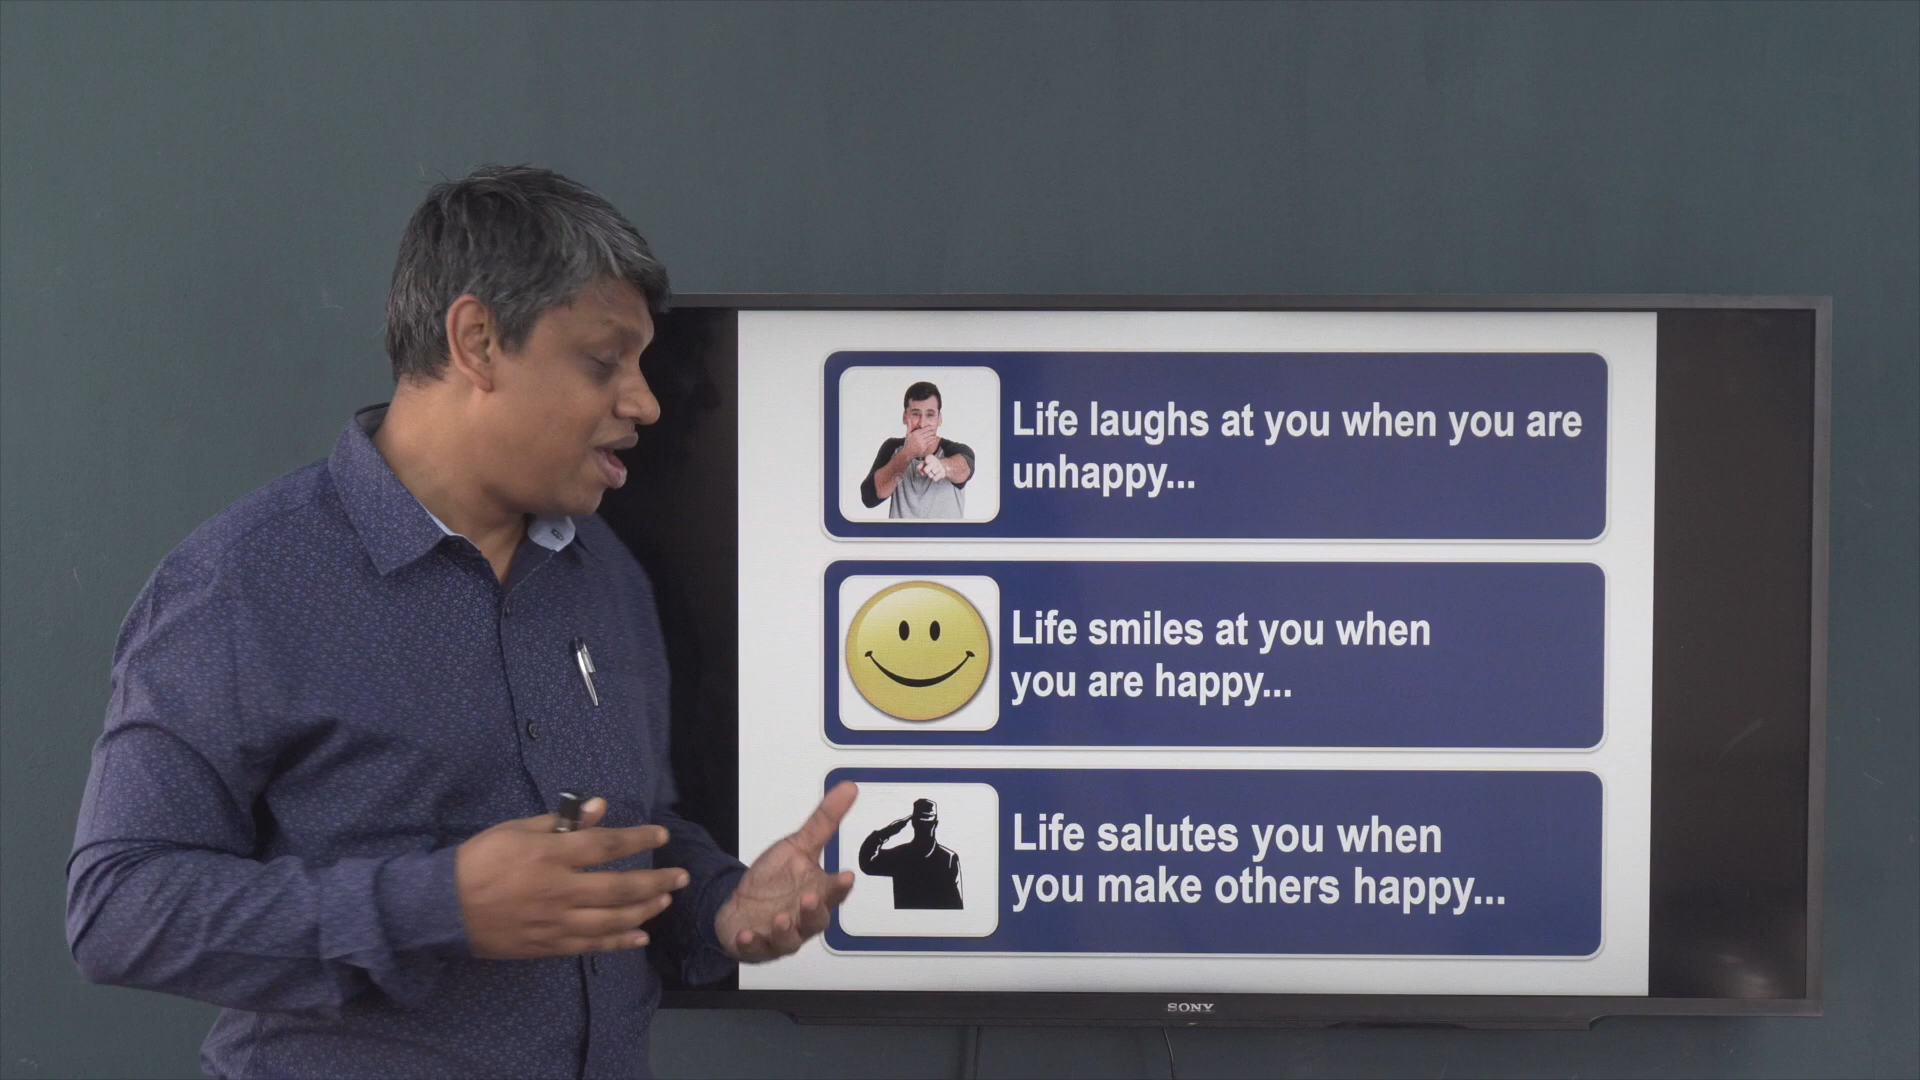 Life laughs at you when you are
unhappy...
Life smiles at you when
you are happy...
Life salutes you when
you make others happy...
SONY